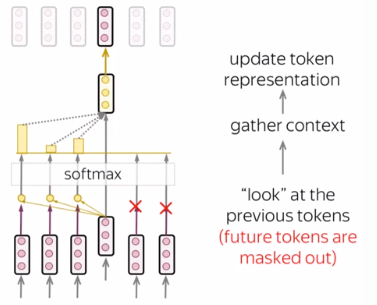 update token
representation
gather context
softmax
"look" at the
previous tokens
(future tokens are
masked out)